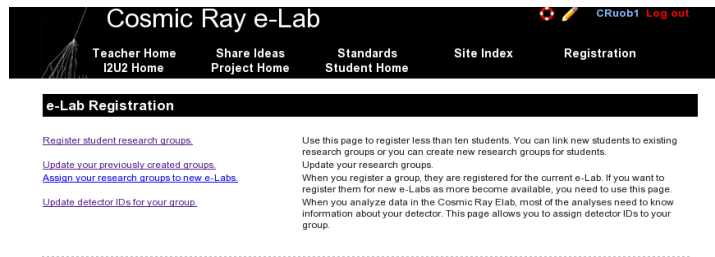 Cosmic Ray e-Lab
CRuob1 Log out
Teacher Home Share Ideas Standards Site Index Registration
I2U2 Home Project Home Student Home
e-Lab Registration
Register student research groups. Use this page to register less than ten students. You can link new students to existing
research groups or you can create new research groups for students.
Update your previously created groups. Update your research groups.
Assign your research groups to new e-Labs. When you register a group, they are registered for the current e-Lab. If you want to
register them for new e-Labs as more become available, you need to use this page.
Update detector IDs for your group. When you analyze data in the Cosmic Ray Elab, most of the analyses need to know
information about your detector. This page allows you to assign detector IDs to your
group.